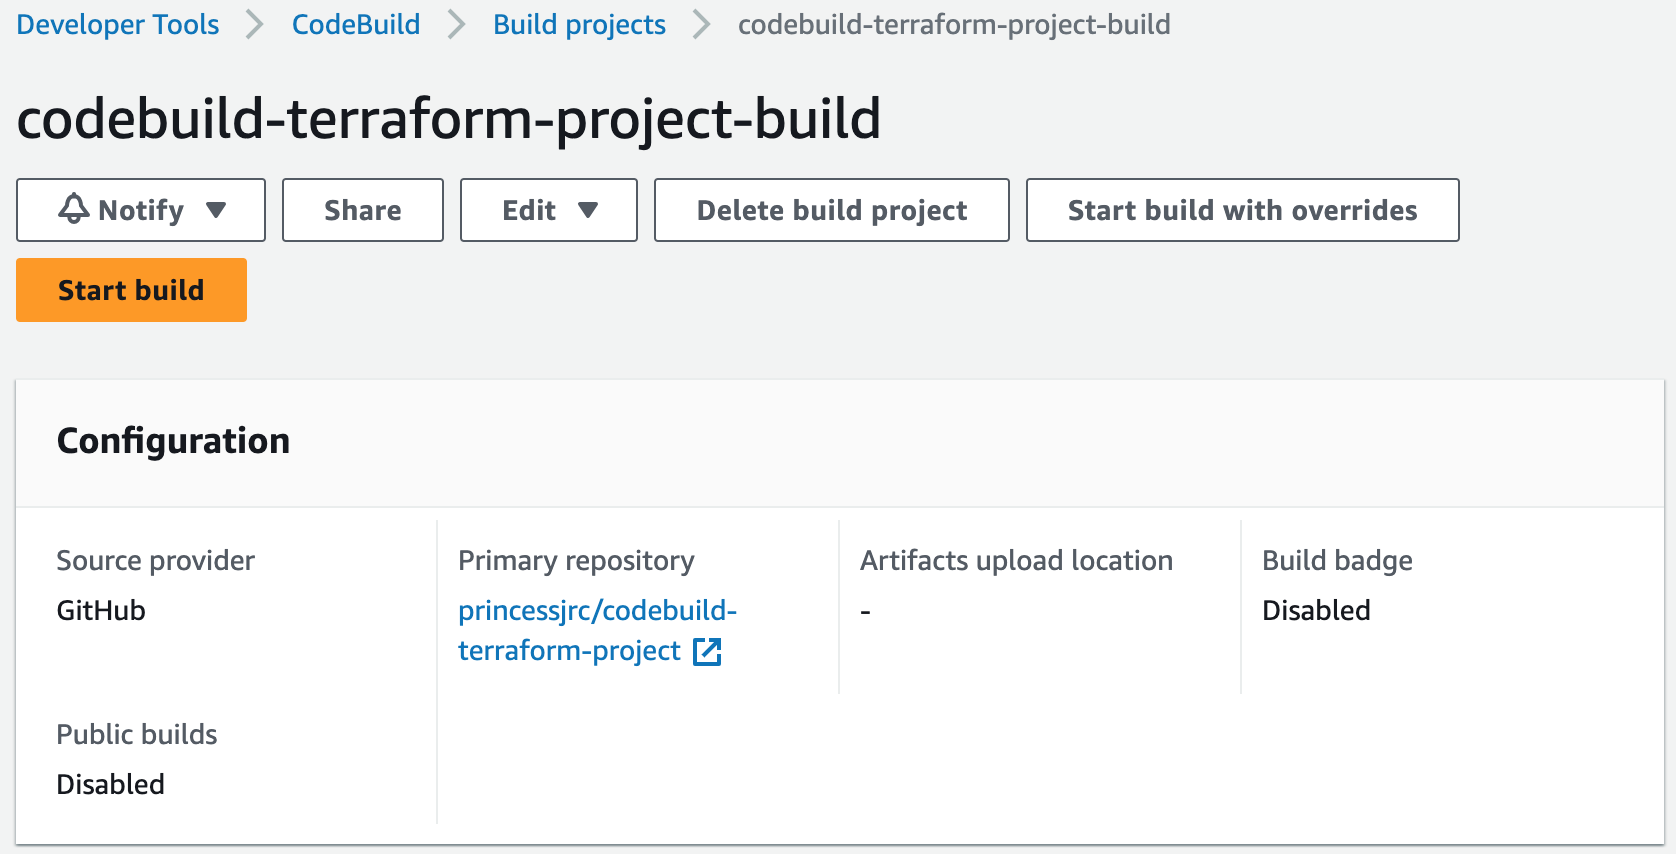 Developer Tools > CodeBuild > Build projects > codebuild-terraform-project-build
codebuild-terraform-project-build
Notify Share Edit Delete build project Start build with overrides
Start build
Configuration
Source provider
GitHub
Primary repository
princessjrc/codebuild-
terraform-project
Artifacts upload location
-
Build badge
Disabled
Public builds
Disabled